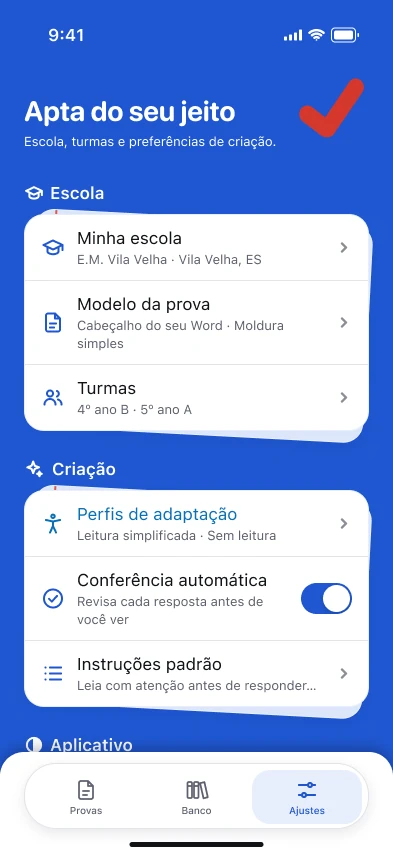 9:41
Apta do seu jeito
Escola, turmas e preferências de criação.
Escola
Minha escola
E.M. Vila Velha · Vila Velha, ES
Modelo da prova
Cabeçalho do seu Word · Moldura
simples
Turmas
4º ano B · 5º ano A
Criação
Perfis de adaptação
Leitura simplificada · Sem leitura
Conferência automática
Revisa cada resposta antes de
você ver
Instruções padrão
Leia com atenção antes de responder...
Aplicativo
Provas
Banco
Ajustes